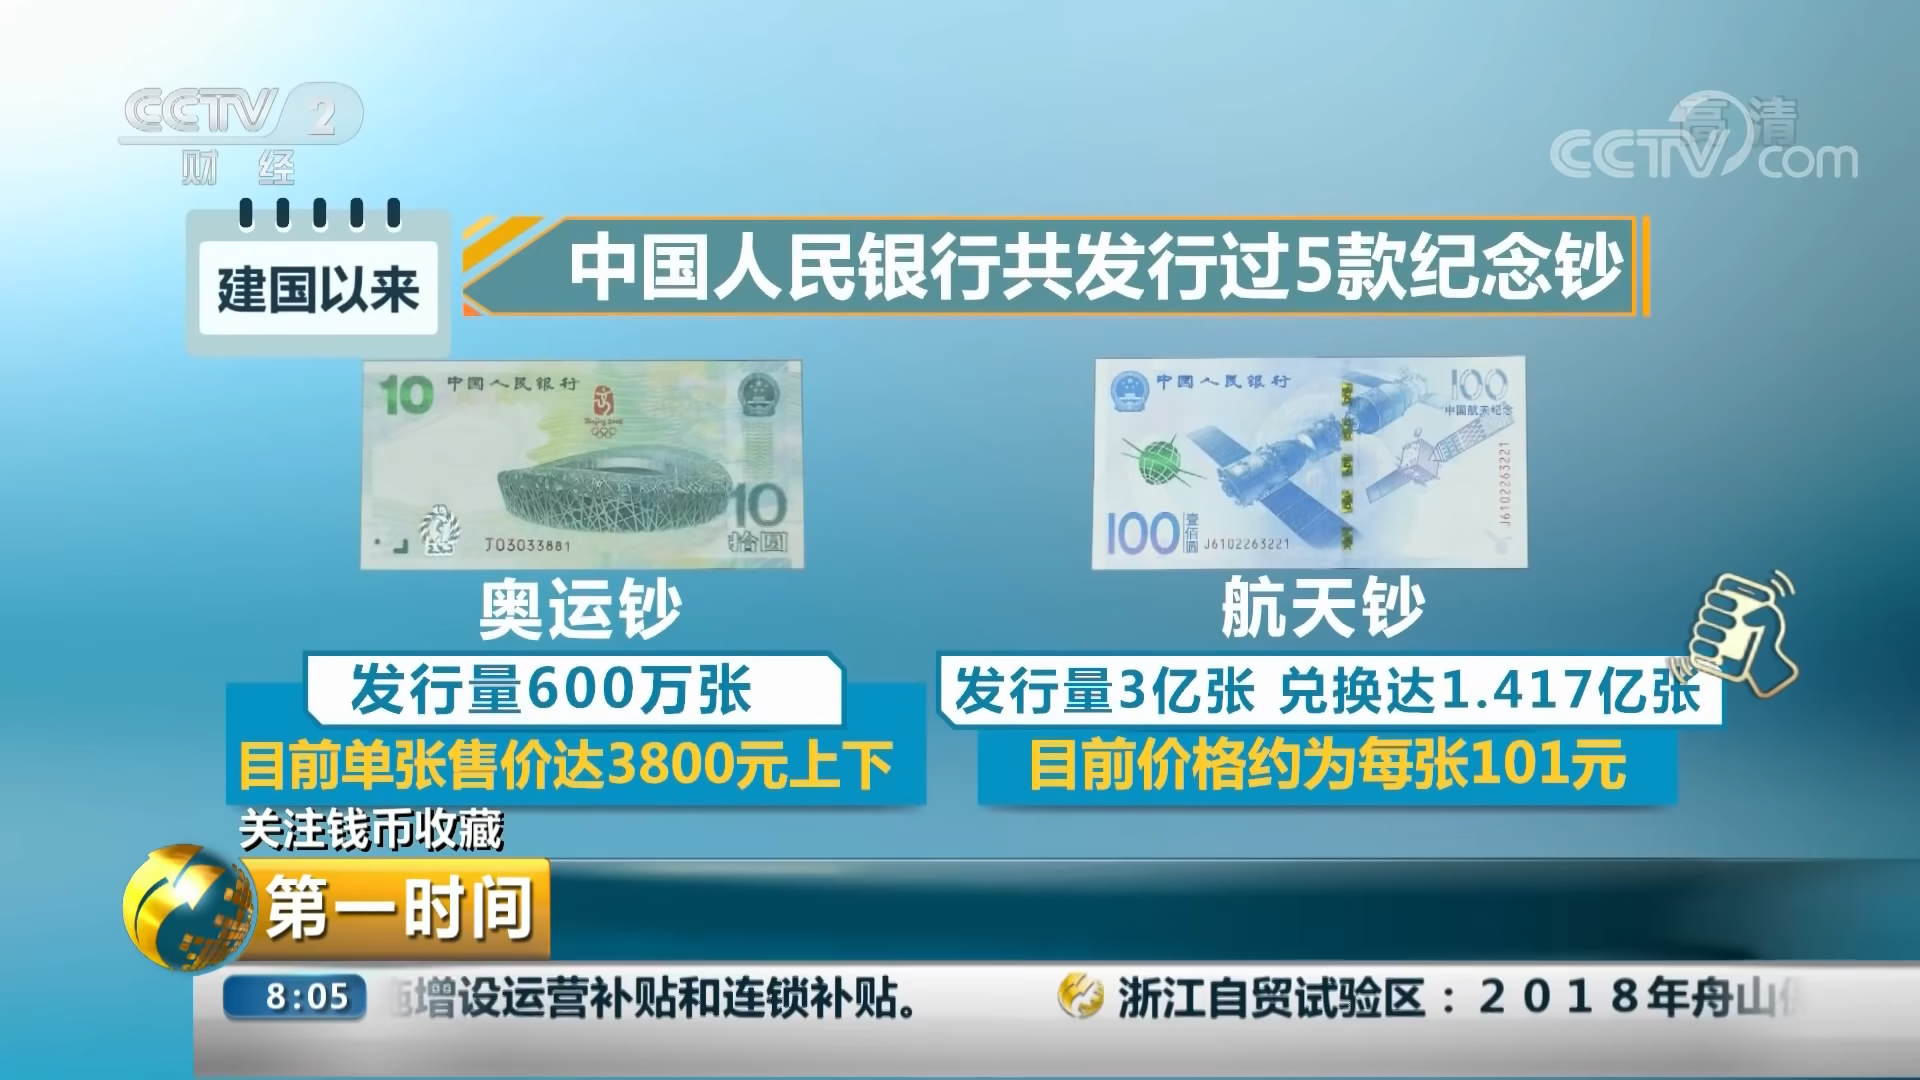 CCTV 2
财 经
高清
CCTV com
建国以来
中国人民银行共发行过5款纪念钞
10 中国人民银行
Beijing 2008
10
拾圆
J03033881
中国人民银行
100
中国航天纪念
J6102263221
100 壹佰圆 J6102263221
奥运钞
航天钞
发行量600万张
发行量3亿张 兑换达1.417亿张
目前单张售价达3800元上下
目前价格约为每张101元
关注钱币收藏
第一时间
8:05
增设运营补贴和连锁补贴。
浙江自贸试验区：2018年舟山